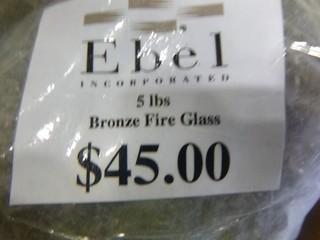 Ebel
INCORPORATED
5 lbs
Bronze Fire Glass
$45.00